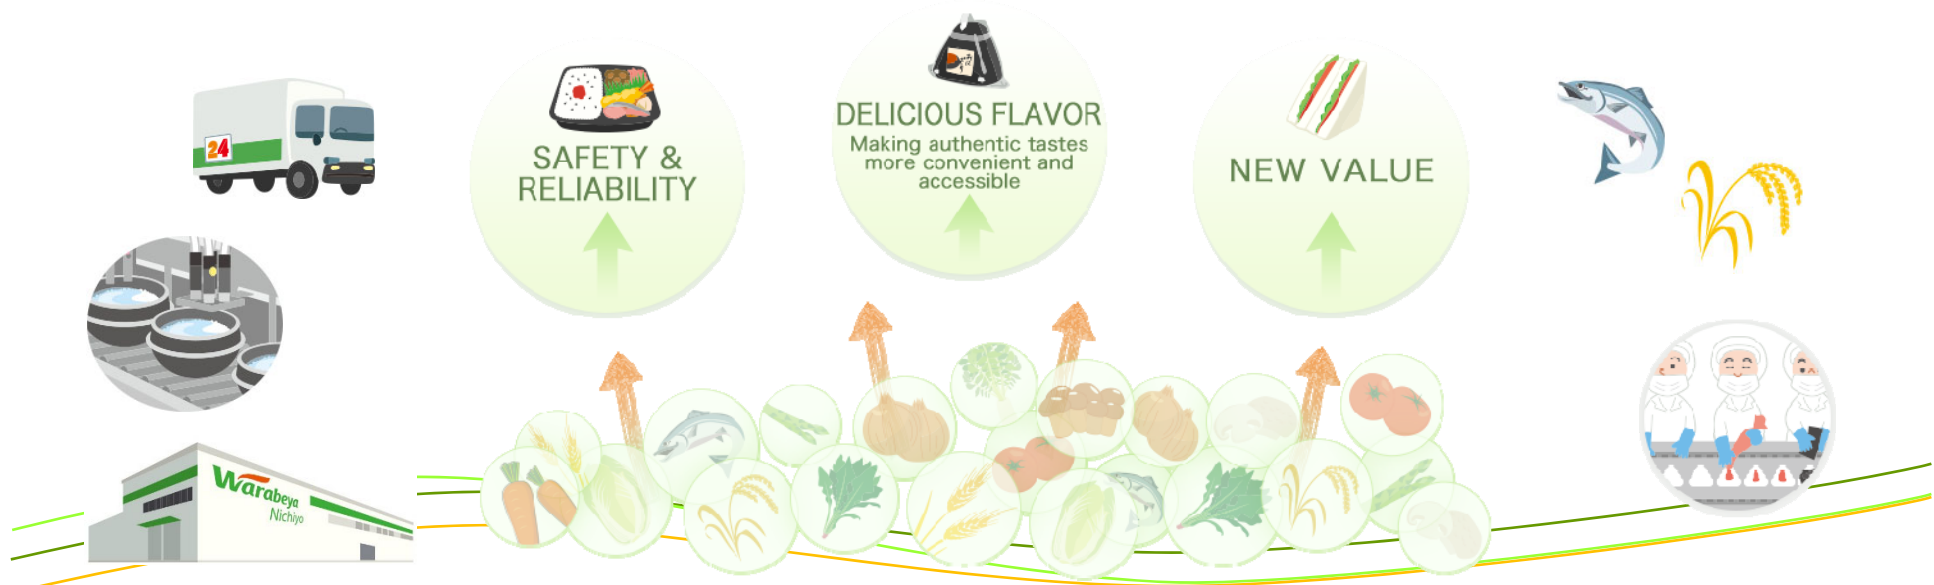 24
SAFETY &
RELIABILITY
DELICIOUS FLAVOR
Making authentic tastes
more convenient and
accessible
NEW VALUE
Warabeya
Nichiyo